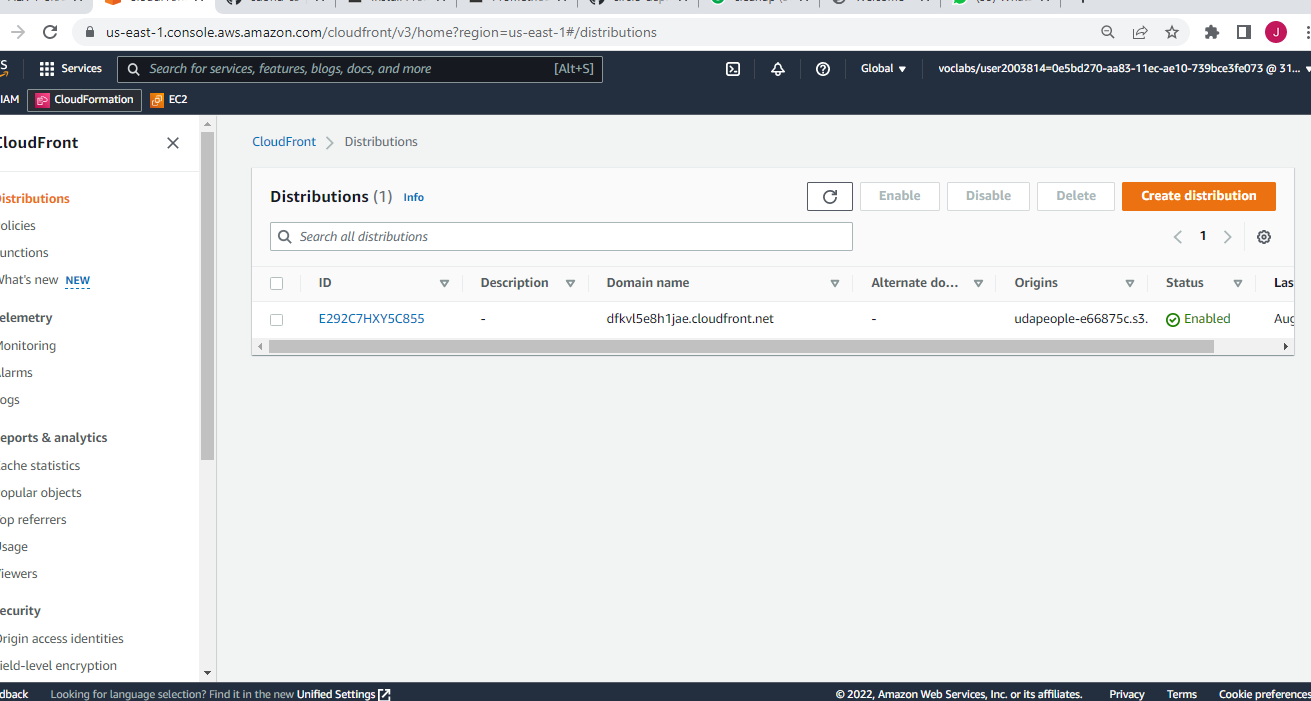 us-east-1.console.aws.amazon.com/cloudfront/v3/home?region=us-east-1#/distributions
J
Services
Search for services, features, blogs, docs, and more
[Alt+S]
Global
voclabs/user2003814=0e5bd270-aa83-11ec-ae10-739bce3fe073 @ 31...
IAM
CloudFormation
EC2
CloudFront
istributions
olicies
unctions
hat's new NEW
elemetry
onitoring
larms
ogs
eports & analytics
ache statistics
opular objects
op referrers
sage
iewers
ecurity
rigin access identities
ield-level encryption
CloudFront
Distributions
Distributions (1) Info
Enable
Disable
Delete
Create distribution
Search all distributions
1
ID Description Domain name Alternate do... Origins Status Las
E292C7HXY5C855 - dfkvl5e8h1jae.cloudfront.net - udapeople-e66875c.s3. Enabled Aug
dback
Looking for language selection? Find it in the new Unified Settings
© 2022, Amazon Web Services, Inc. or its affiliates.
Privacy
Terms
Cookie preferences